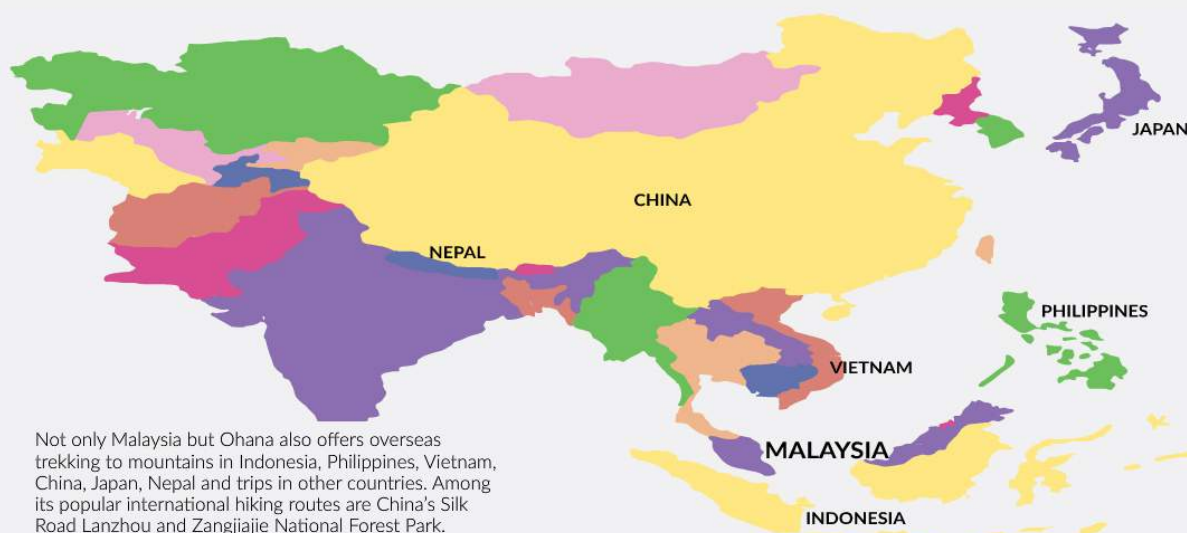 JAPAN
CHINA
NEPAL
PHILIPPINES
VIETNAM
MALAYSIA
INDONESIA
Not only Malaysia but Ohana also offers overseas
trekking to mountains in Indonesia, Philippines, Vietnam,
China, Japan, Nepal and trips in other countries. Among
its popular international hiking routes are China’s Silk
Road Lanzhou and Zangjiajie National Forest Park.